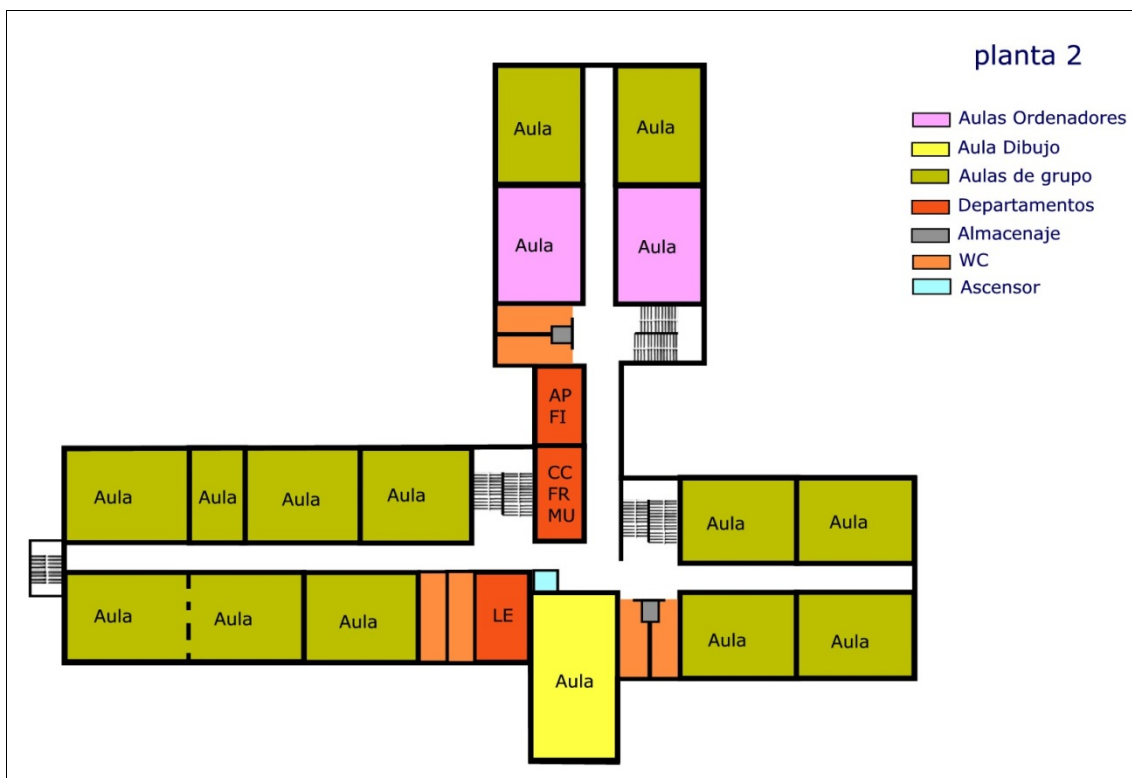 planta 2
Aulas Ordenadores
Aula Dibujo
Aulas de grupo
Departamentos
Almacenaje
WC
Ascensor
Aula
Aula
Aula
Aula
AP
FI
CC
FR
MU
Aula
Aula
Aula
Aula
Aula
Aula
Aula
Aula
Aula
LE
Aula
Aula
Aula